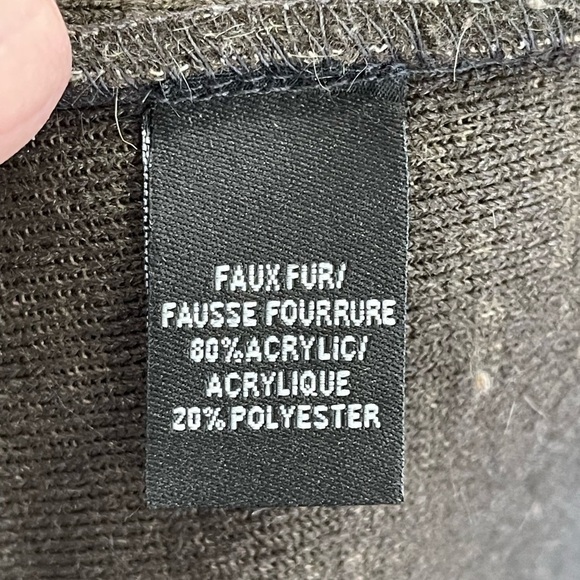 FAUX FUR/
FAUSSE FOURRURE
80% ACRYLIC/
ACRYLIQUE
20% POLYESTER